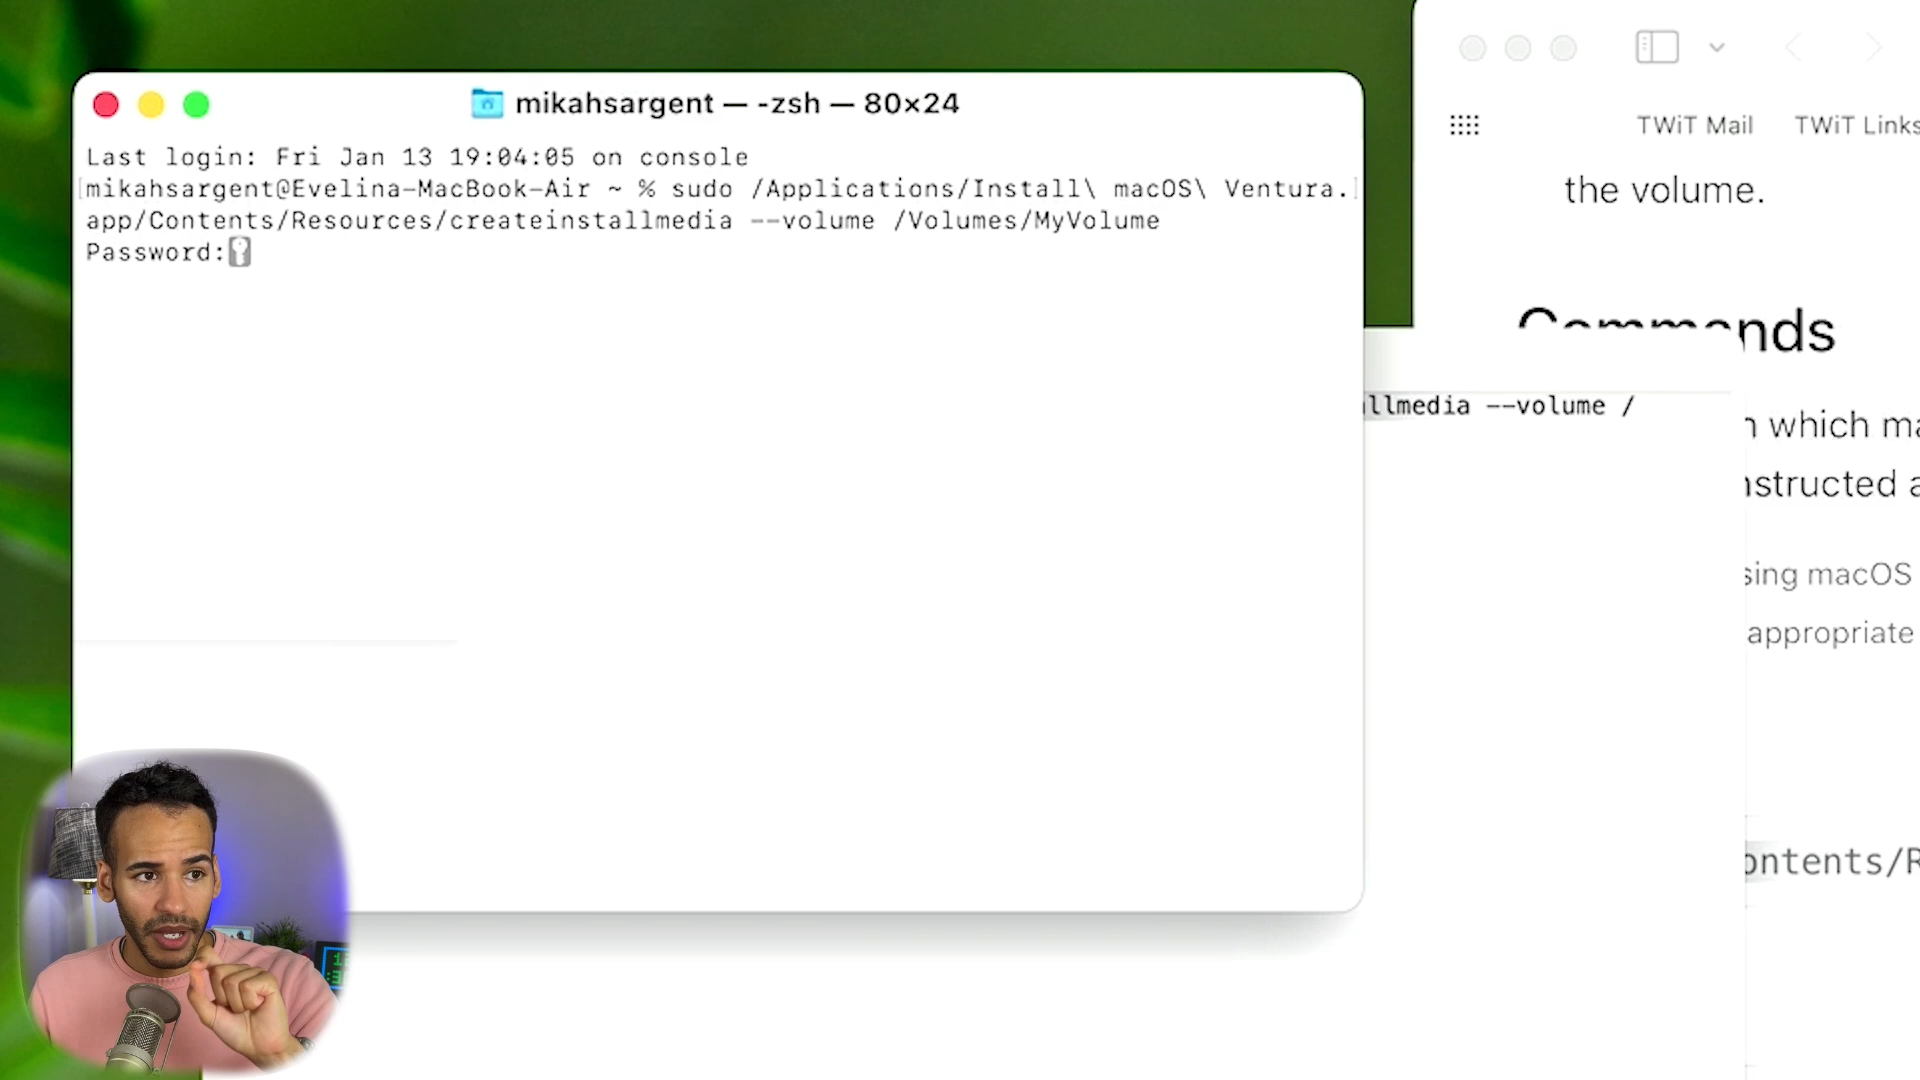 mikahsargent — -zsh — 80×24
Last login: Fri Jan 13 19:04:05 on console
mikahsargent@Evelina-MacBook-Air ~ % sudo /Applications/Install\ macOS\ Ventura.
app/Contents/Resources/createinstallmedia --volume /Volumes/MyVolume
Password:
TWiT Mail
TWiT Links
the volume.
Commands
llmedia --volume /
which
structed
sing macOS
appropriate
ontents/R